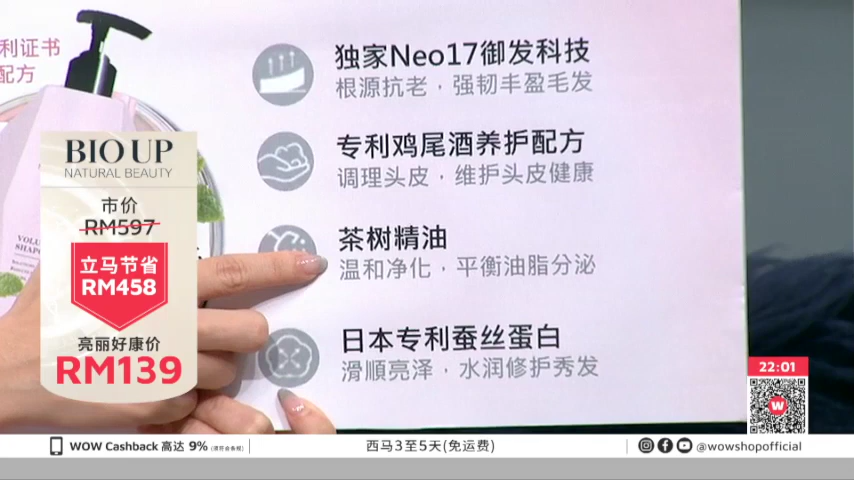 利证书
配方
独家Neo17御发科技
根源抗老，强韧丰盈毛发
专利鸡尾酒养护配方
调理头皮，维护头皮健康
茶树精油
温和净化，平衡油脂分泌
日本专利蚕丝蛋白
滑顺亮泽，水润修护秀发
BIO UP
NATURAL BEAUTY
市价
RM597
立马节省
RM458
亮丽好康价
RM139
22:01
W
WOW Cashback 高达 9%
西马3至5天(免运费)
@wowshopofficial